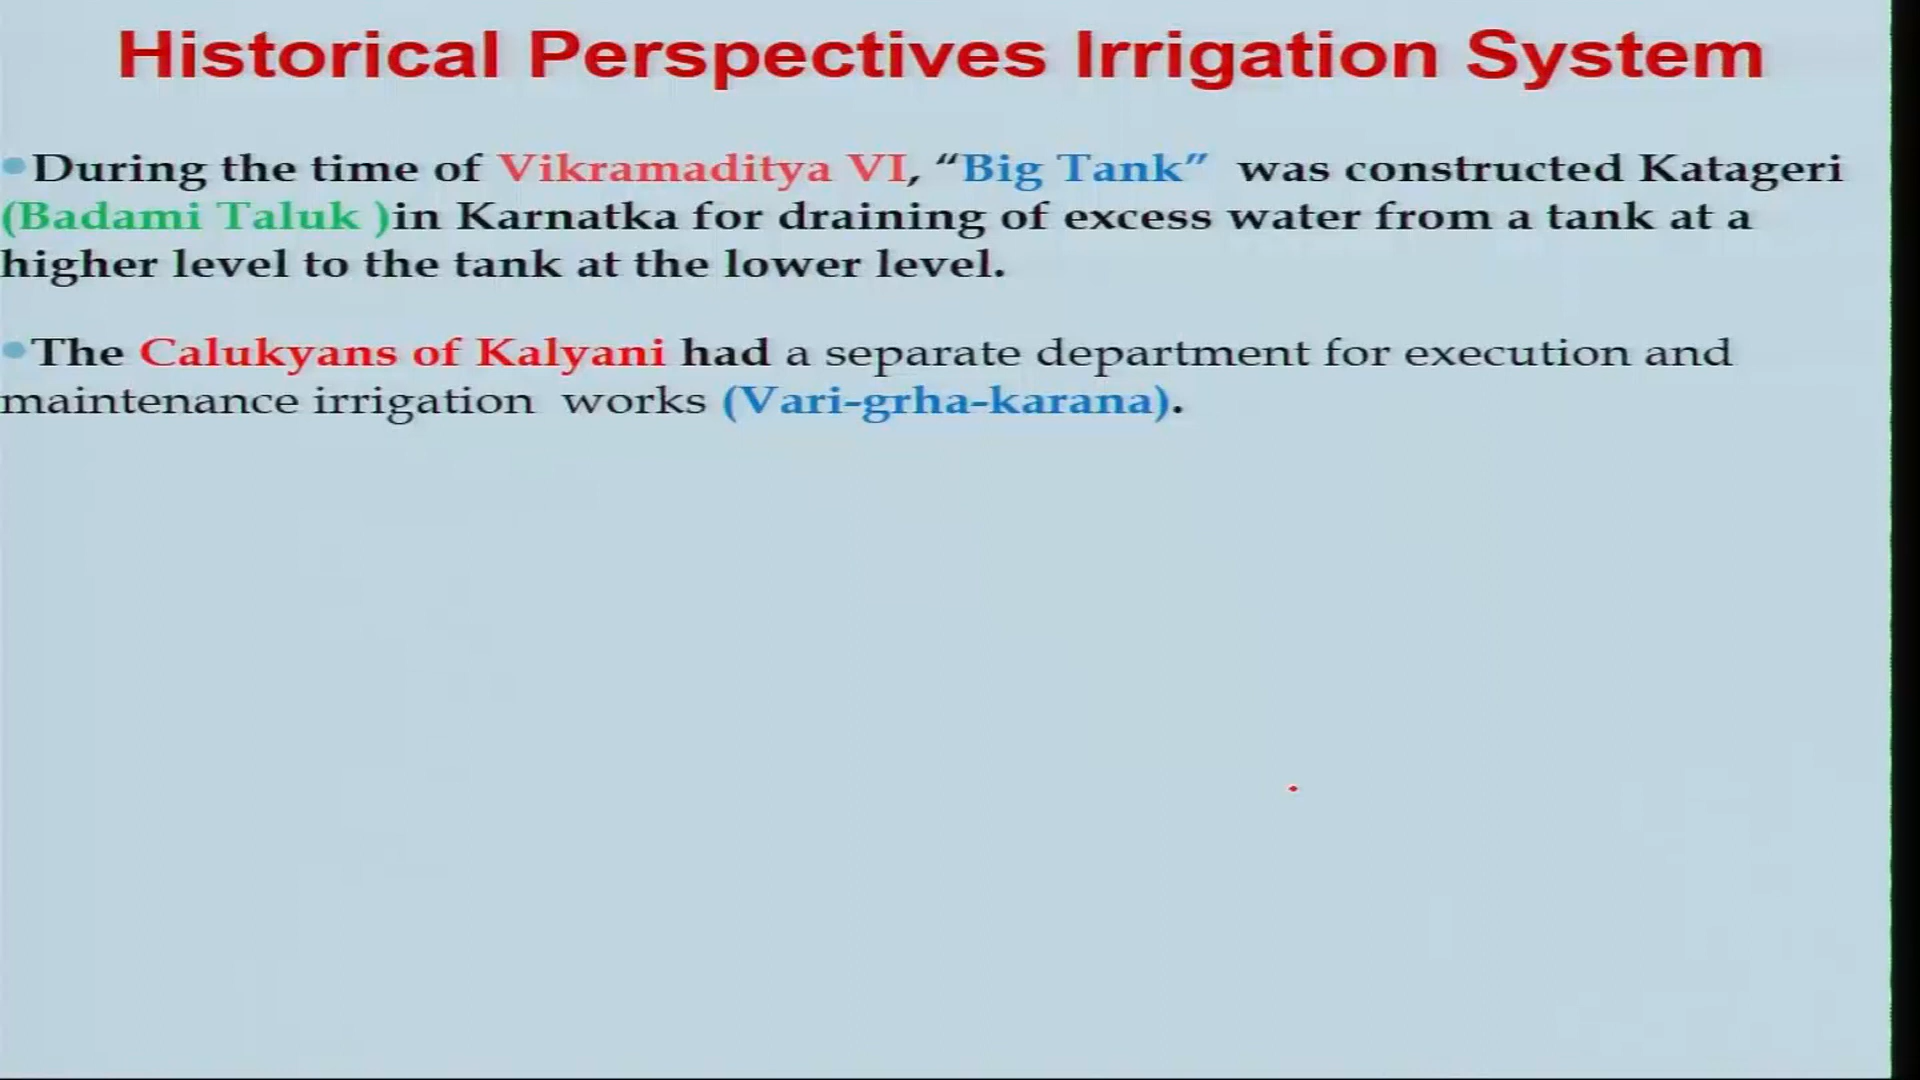 Historical Perspectives Irrigation System
•During the time of Vikramaditya VI, “Big Tank” was constructed Katageri
(Badami Taluk )in Karnatka for draining of excess water from a tank at a
higher level to the tank at the lower level.
•The Calukyans of Kalyani had a separate department for execution and
maintenance irrigation works (Vari-grha-karana).